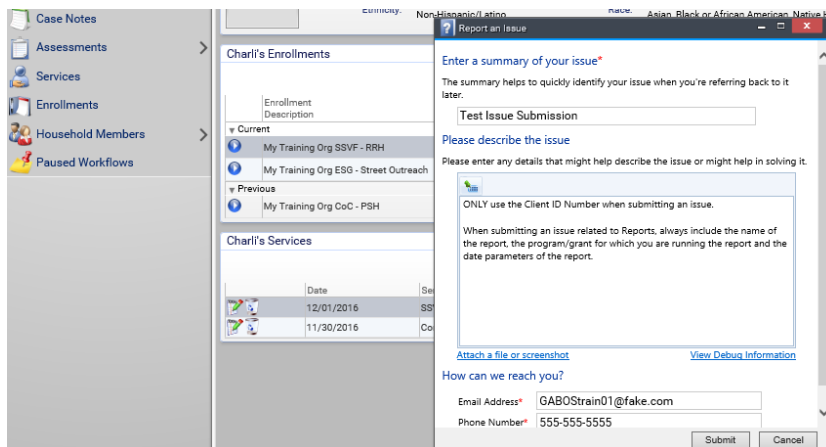 Case Notes
Assessments
Services
Enrollments
Household Members
Paused Workflows
Ethnicity: Non-Hispanic/Latino Race: Asian, Black or African American, Native
Charli's Enrollments
Enrollment
Description
Current
My Training Org SSVF - RRH
My Training Org ESG - Street Outreach
Previous
My Training Org CoC - PSH
Charli's Services
Date
12/01/2016
11/30/2016
Report an Issue
Enter a summary of your issue*
The summary helps to quickly identify your issue when you're referring back to it
later.
Test Issue Submission
Please describe the issue
Please enter any details that might help describe the issue or might help in solving it.
ONLY use the Client ID Number when submitting an issue.
When submitting an issue related to Reports, always include the name of
the report, the program/grant for which you are running the report and the
date parameters of the report.
Attach a file or screenshot View Debug Information
How can we reach you?
Email Address* GABOStrain01@fake.com
Phone Number* 555-555-5555
Submit Cancel